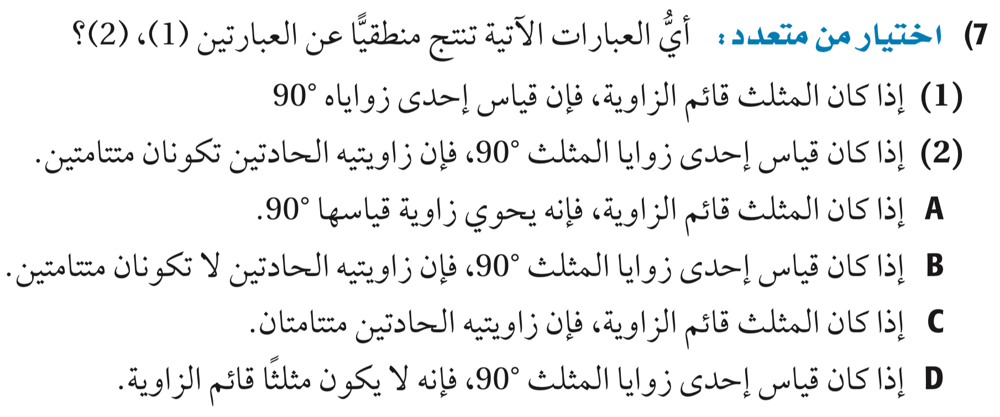 7) اختيار من متعدد: أيُّ العبارات الآتية تنتج منطقيًّا عن العبارتين (1)، (2)؟
(1) إذا كان المثلث قائم الزاوية، فإن قياس إحدى زواياه 90°
(2) إذا كان قياس إحدى زوايا المثلث 90°، فإن زاويتيه الحادتين تكونان متتامتين.
A إذا كان المثلث قائم الزاوية، فإنه يحوي زاوية قياسها 90°.
B إذا كان قياس إحدى زوايا المثلث 90°، فإن زاويتيه الحادتين لا تكونان متتامتين.
C إذا كان المثلث قائم الزاوية، فإن زاويتيه الحادتين متتامتان.
D إذا كان قياس إحدى زوايا المثلث 90°، فإنه لا يكون مثلثًا قائم الزاوية.